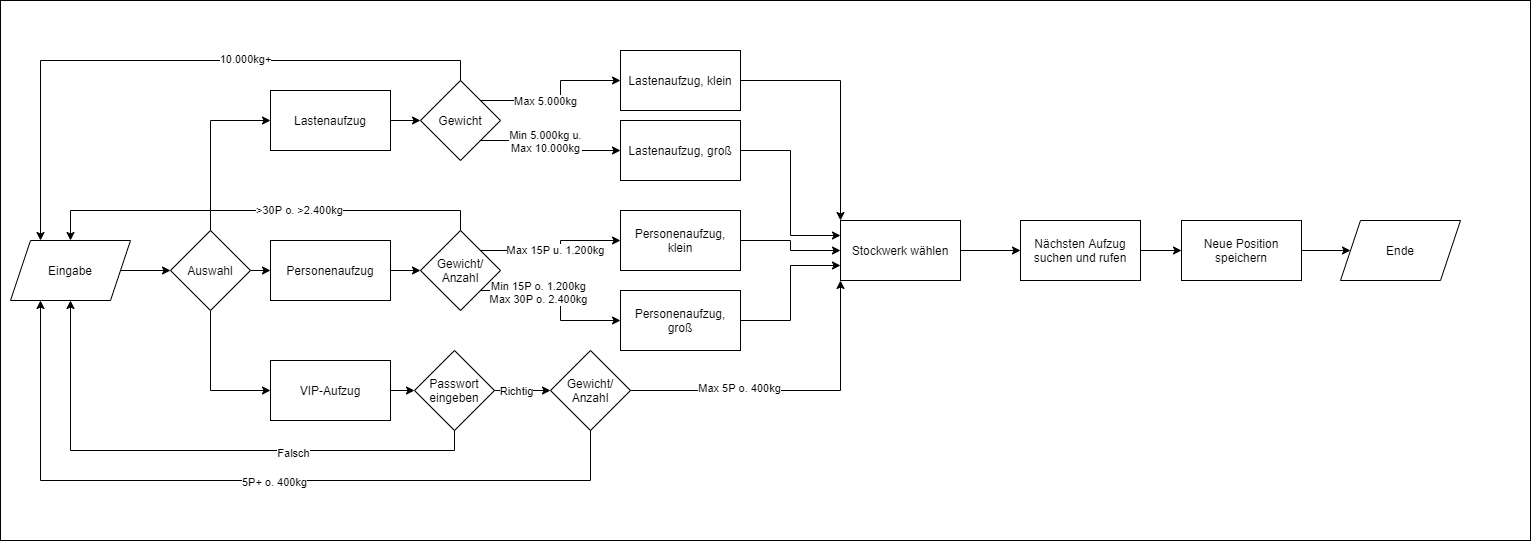 10.000kg+
Lastenaufzug
Gewicht
Max 5.000kg
Lastenaufzug, klein
Min 5.000kg u.
Max 10.000kg
Lastenaufzug, groß
>30P o. >2.400kg
Eingabe
Auswahl
Personenaufzug
Gewicht/
Anzahl
Max 15P u. 1.200kg
Personenaufzug,
klein
Min 15P o. 1.200kg
Max 30P o. 2.400kg
Personenaufzug,
groß
Stockwerk wählen
Nächsten Aufzug
suchen und rufen
Neue Position
speichern
Ende
VIP-Aufzug
Passwort
eingeben
Richtig
Gewicht/
Anzahl
Max 5P o. 400kg
Falsch
5P+ o. 400kg